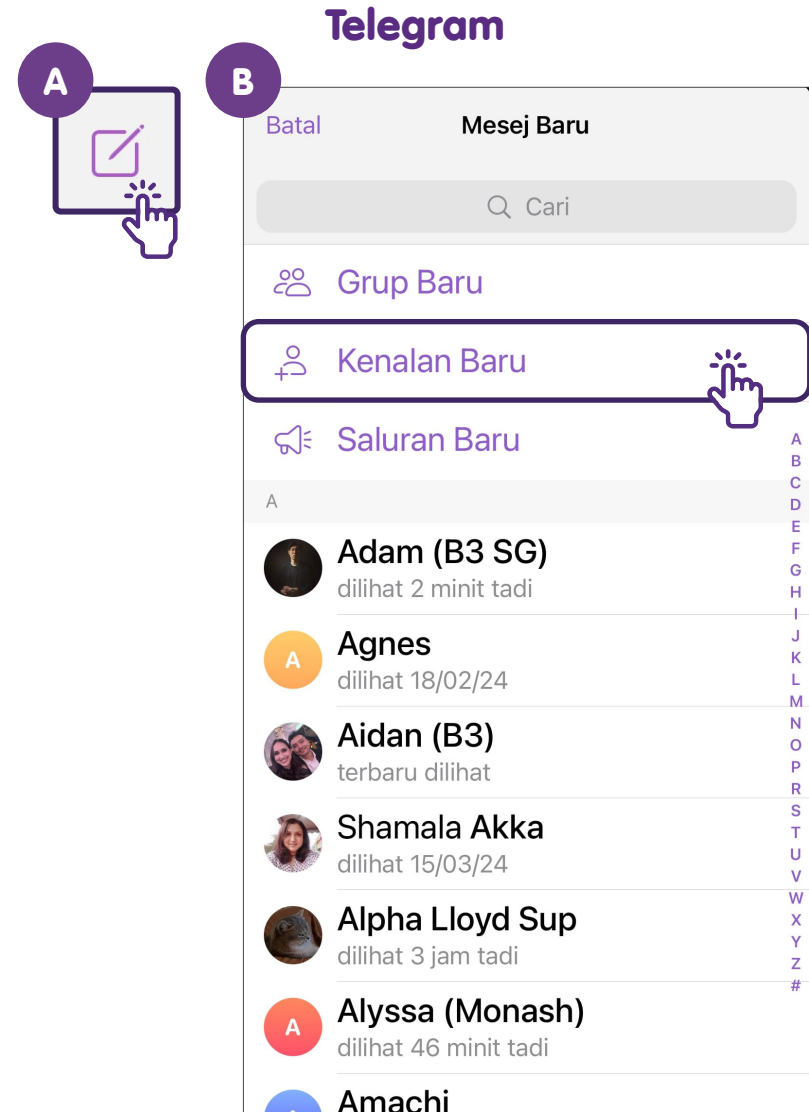 Telegram
A
B
Batal
Mesej Baru
Cari
Grup Baru
Kenalan Baru
Saluran Baru
A
Adam (B3 SG)
dilihat 2 minit tadi
A
Agnes
dilihat 18/02/24
Aidan (B3)
terbaru dilihat
Shamala Akka
dilihat 15/03/24
Alpha Lloyd Sup
dilihat 3 jam tadi
A
Alyssa (Monash)
dilihat 46 minit tadi
Amachi
A
B
C
D
E
F
G
H
I
J
K
L
M
N
O
P
R
S
T
U
V
W
X
Y
Z
#